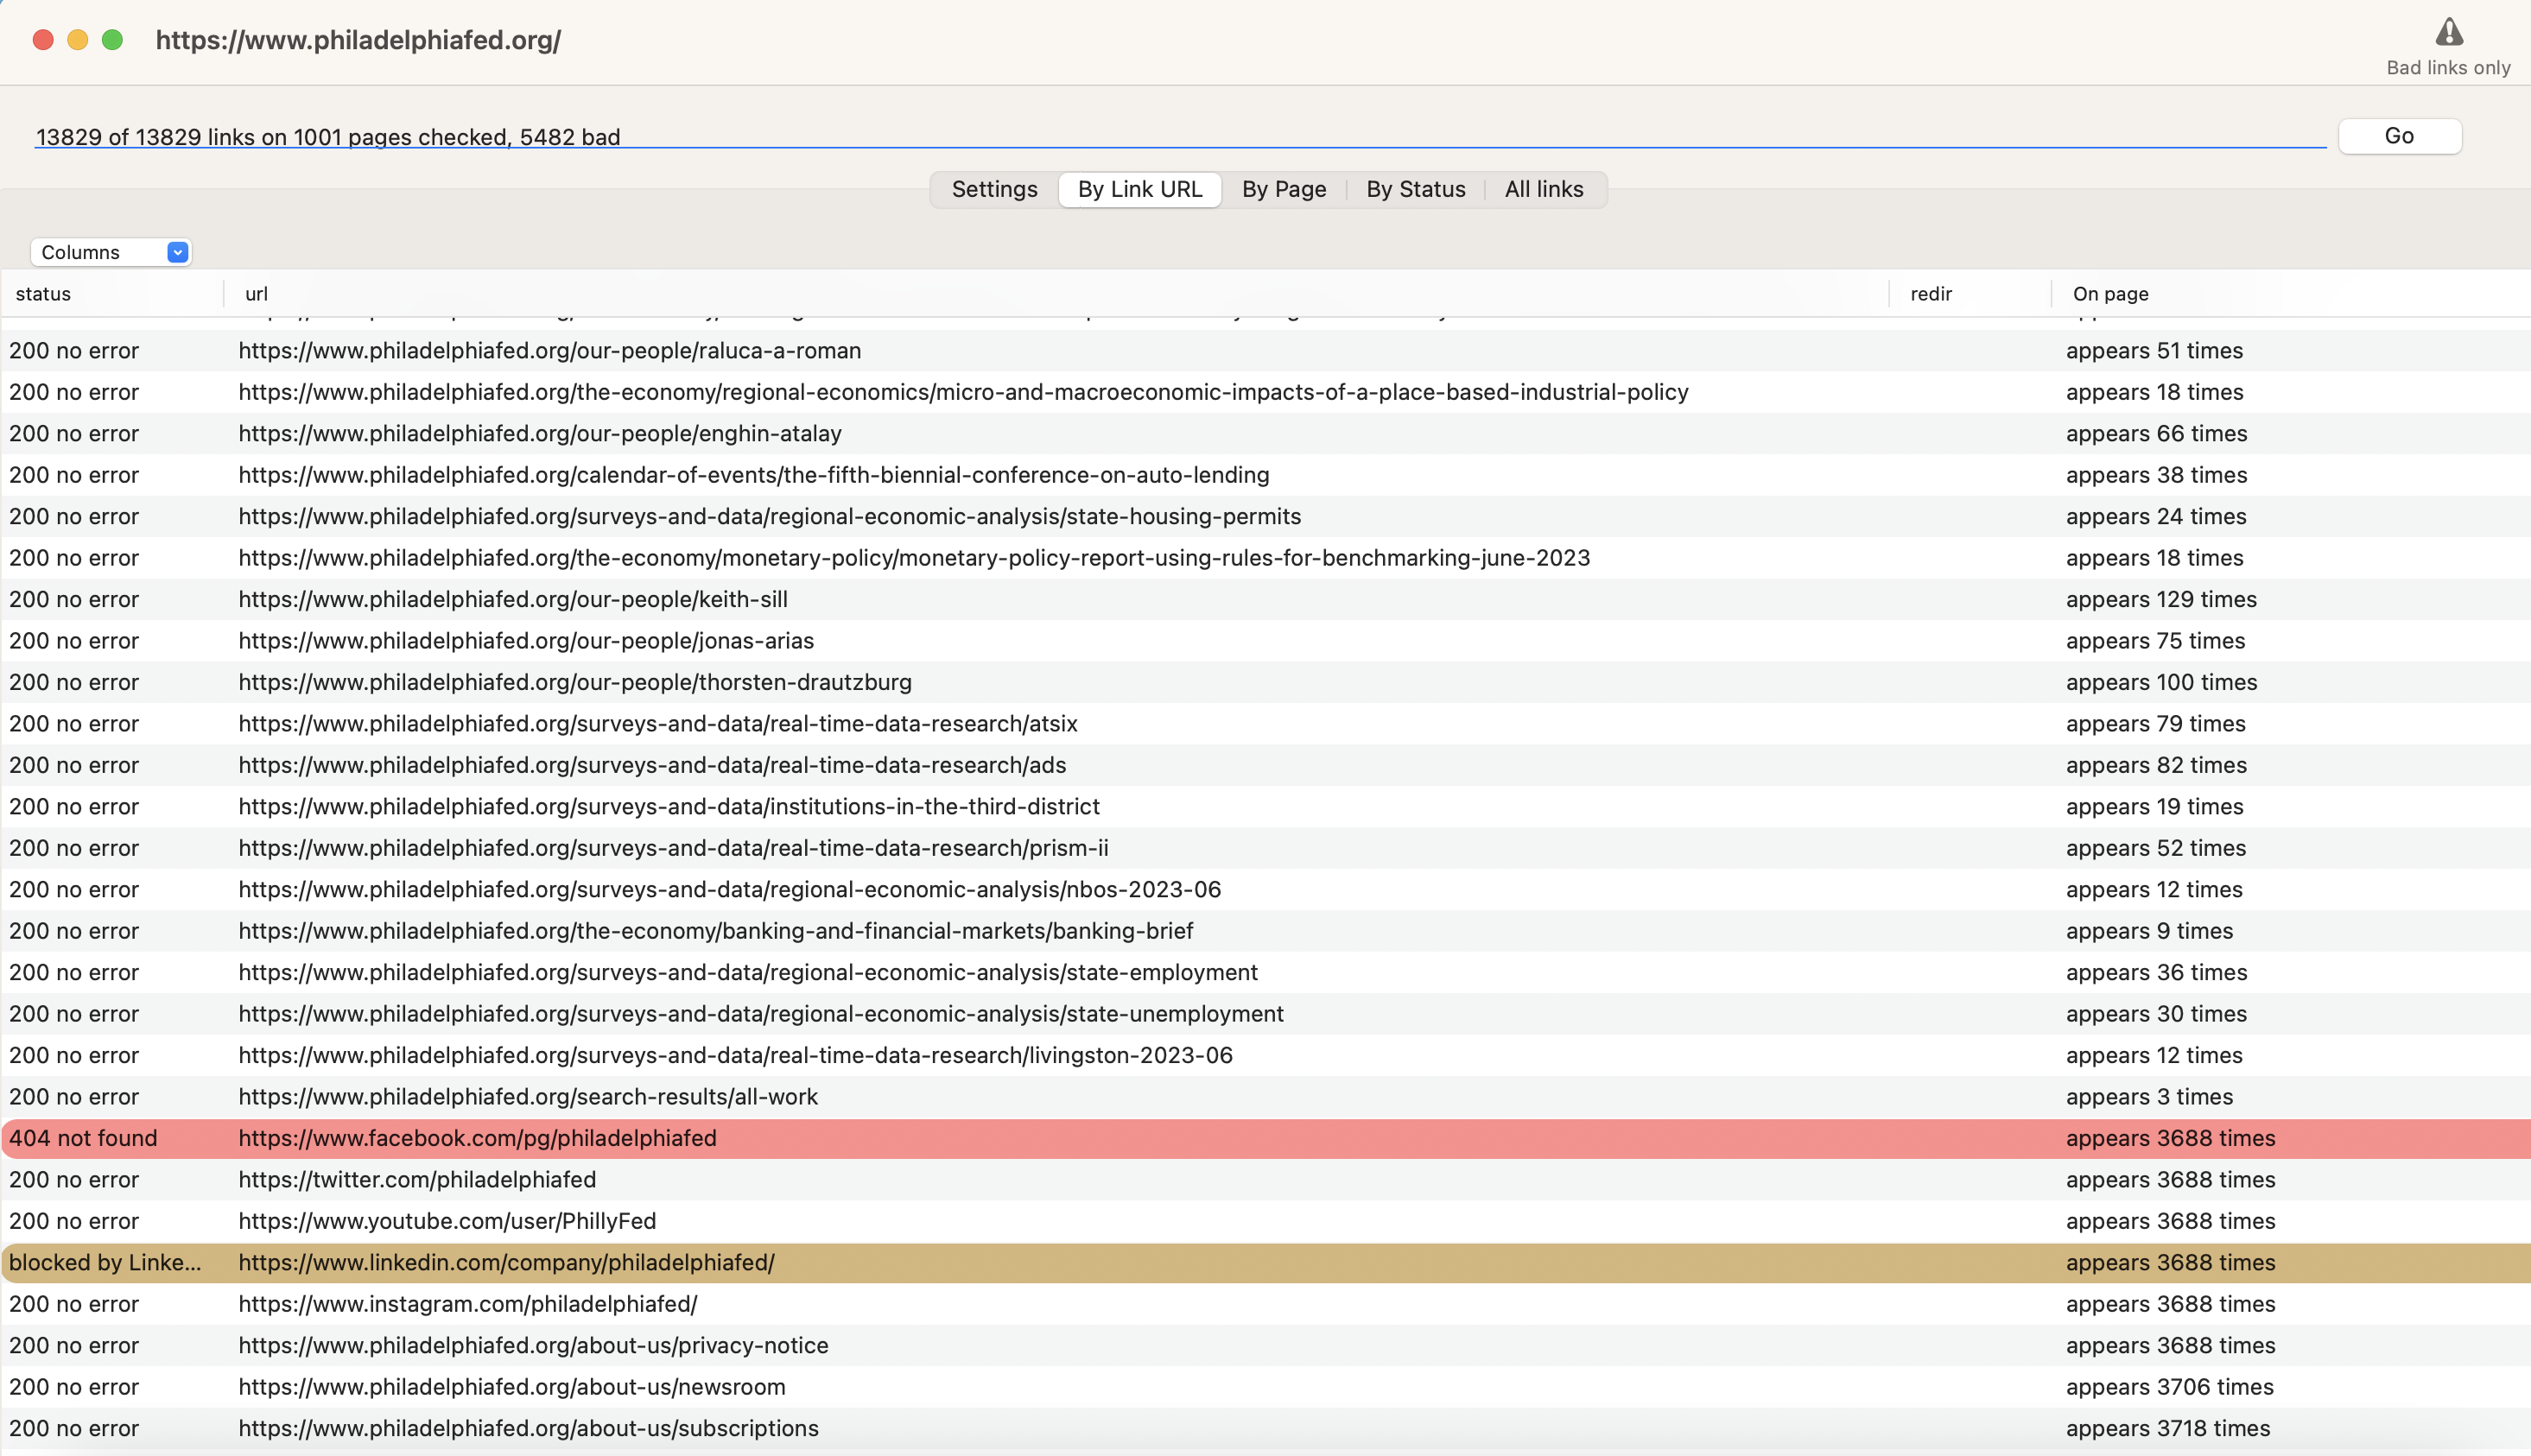 https://www.philadelphiafed.org/
Bad links only
13829 of 13829 links on 1001 pages checked, 5482 bad
Go
Settings By Link URL By Page By Status All links
Columns
status url redir On page
200 no error https://www.philadelphiafed.org/our-people/raluca-a-roman appears 51 times
200 no error https://www.philadelphiafed.org/the-economy/regional-economics/micro-and-macroeconomic-impacts-of-a-place-based-industrial-policy appears 18 times
200 no error https://www.philadelphiafed.org/our-people/enghin-atalay appears 66 times
200 no error https://www.philadelphiafed.org/calendar-of-events/the-fifth-biennial-conference-on-auto-lending appears 38 times
200 no error https://www.philadelphiafed.org/surveys-and-data/regional-economic-analysis/state-housing-permits appears 24 times
200 no error https://www.philadelphiafed.org/the-economy/monetary-policy/monetary-policy-report-using-rules-for-benchmarking-june-2023 appears 18 times
200 no error https://www.philadelphiafed.org/our-people/keith-sill appears 129 times
200 no error https://www.philadelphiafed.org/our-people/jonas-arias appears 75 times
200 no error https://www.philadelphiafed.org/our-people/thorsten-drautzburg appears 100 times
200 no error https://www.philadelphiafed.org/surveys-and-data/real-time-data-research/atsix appears 79 times
200 no error https://www.philadelphiafed.org/surveys-and-data/real-time-data-research/ads appears 82 times
200 no error https://www.philadelphiafed.org/surveys-and-data/institutions-in-the-third-district appears 19 times
200 no error https://www.philadelphiafed.org/surveys-and-data/real-time-data-research/prism-ii appears 52 times
200 no error https://www.philadelphiafed.org/surveys-and-data/regional-economic-analysis/nbos-2023-06 appears 12 times
200 no error https://www.philadelphiafed.org/the-economy/banking-and-financial-markets/banking-brief appears 9 times
200 no error https://www.philadelphiafed.org/surveys-and-data/regional-economic-analysis/state-employment appears 36 times
200 no error https://www.philadelphiafed.org/surveys-and-data/regional-economic-analysis/state-unemployment appears 30 times
200 no error https://www.philadelphiafed.org/surveys-and-data/real-time-data-research/livingston-2023-06 appears 12 times
200 no error https://www.philadelphiafed.org/search-results/all-work appears 3 times
404 not found https://www.facebook.com/pg/philadelphiafed appears 3688 times
200 no error https://twitter.com/philadelphiafed appears 3688 times
200 no error https://www.youtube.com/user/PhillyFed appears 3688 times
blocked by Linke... https://www.linkedin.com/company/philadelphiafed/ appears 3688 times
200 no error https://www.instagram.com/philadelphiafed/ appears 3688 times
200 no error https://www.philadelphiafed.org/about-us/privacy-notice appears 3688 times
200 no error https://www.philadelphiafed.org/about-us/newsroom appears 3706 times
200 no error https://www.philadelphiafed.org/about-us/subscriptions appears 3718 times